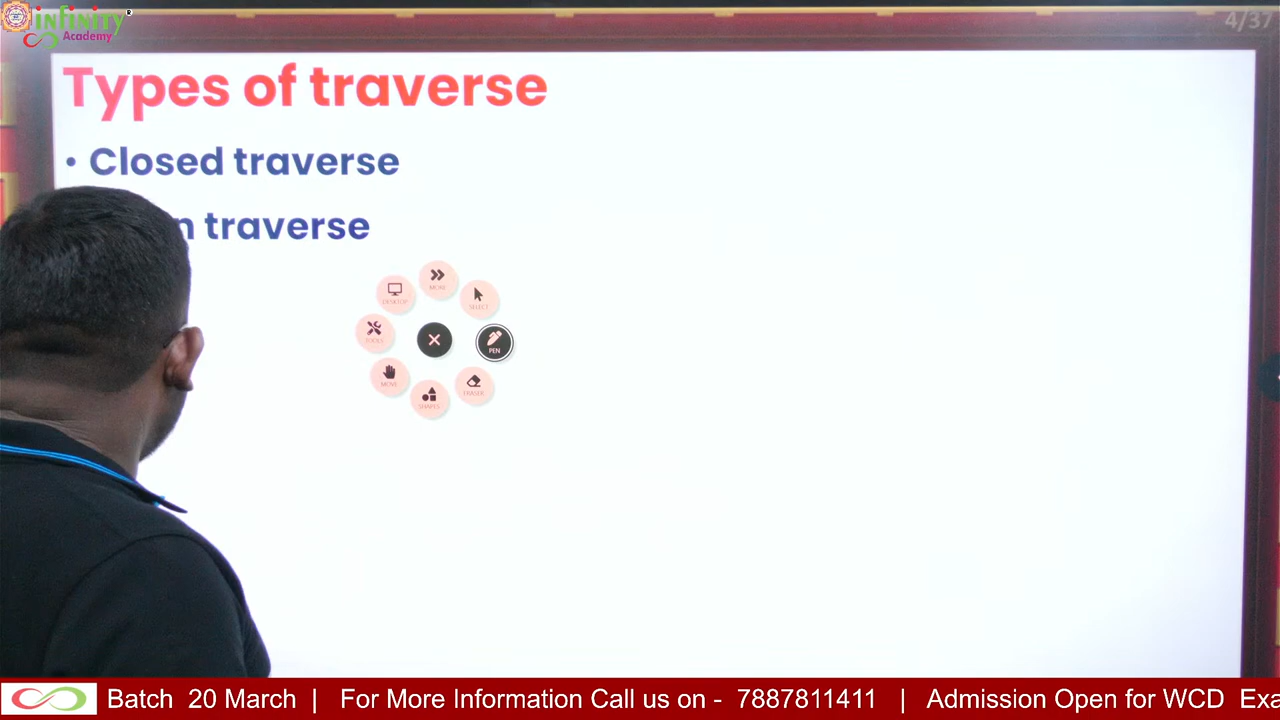 infinity
Academy
4/37
Types of traverse
• Closed traverse
n traverse
MORE
DESKTOP
SELECT
TOOLS
PEN
MOVE
ERASER
SHAPES
Batch 20 March | For More Information Call us on - 7887811411 | Admission Open for WCD Exa